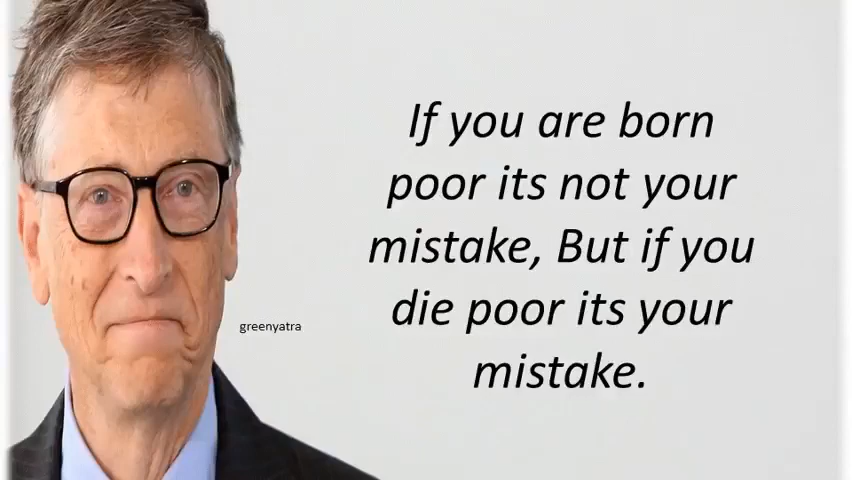 If you are born
poor its not your
mistake, But if you
die poor its your
mistake.
greenyatra